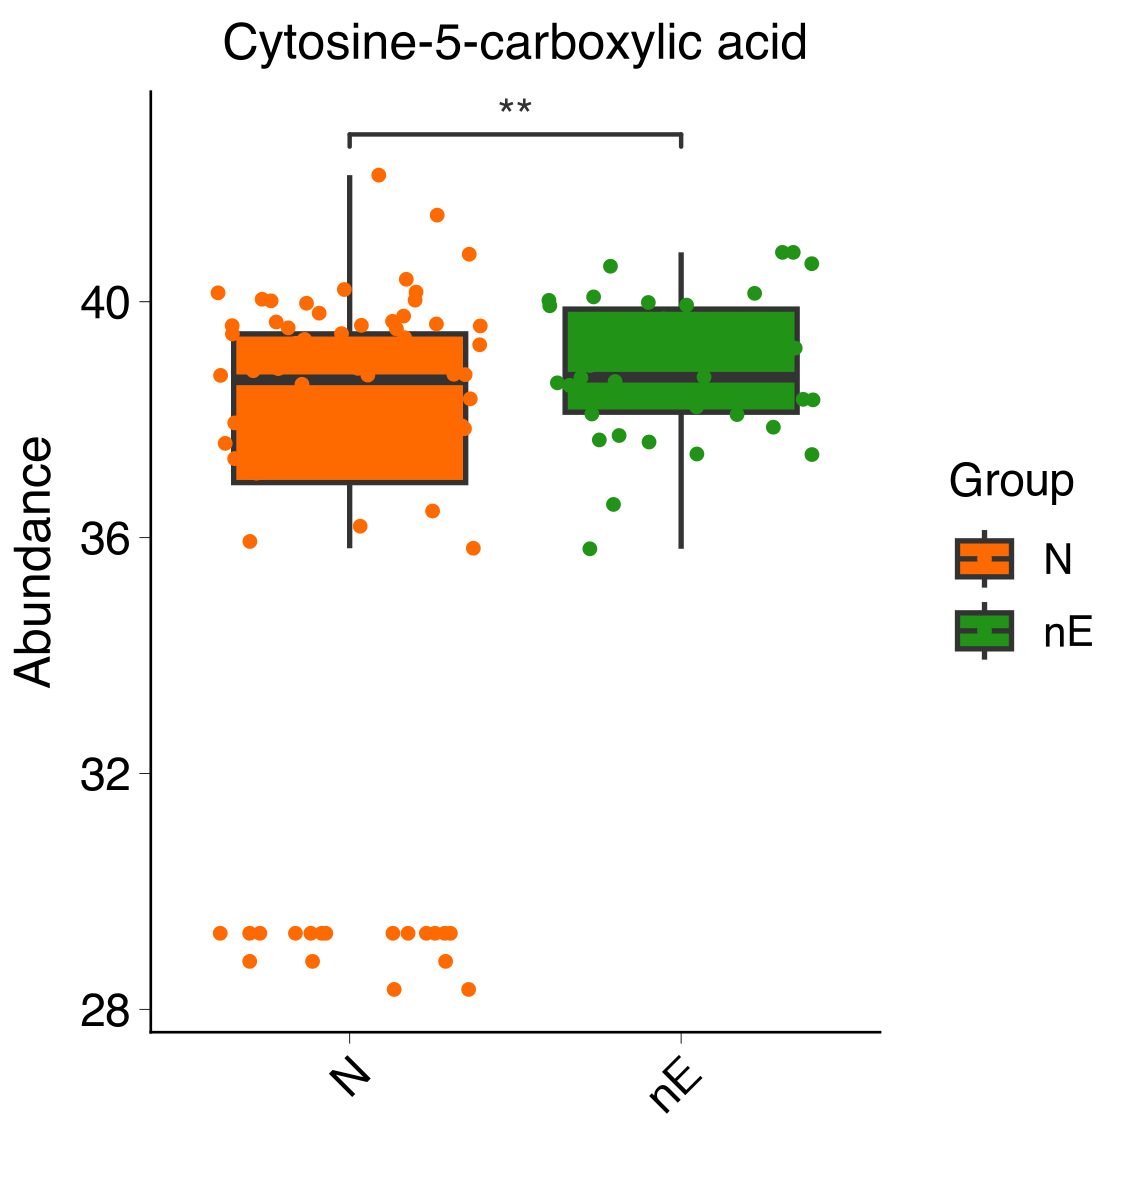 Cytosine-5-carboxylic acid
**
40
36
32
28
Abundance
N
nE
Group
N
nE